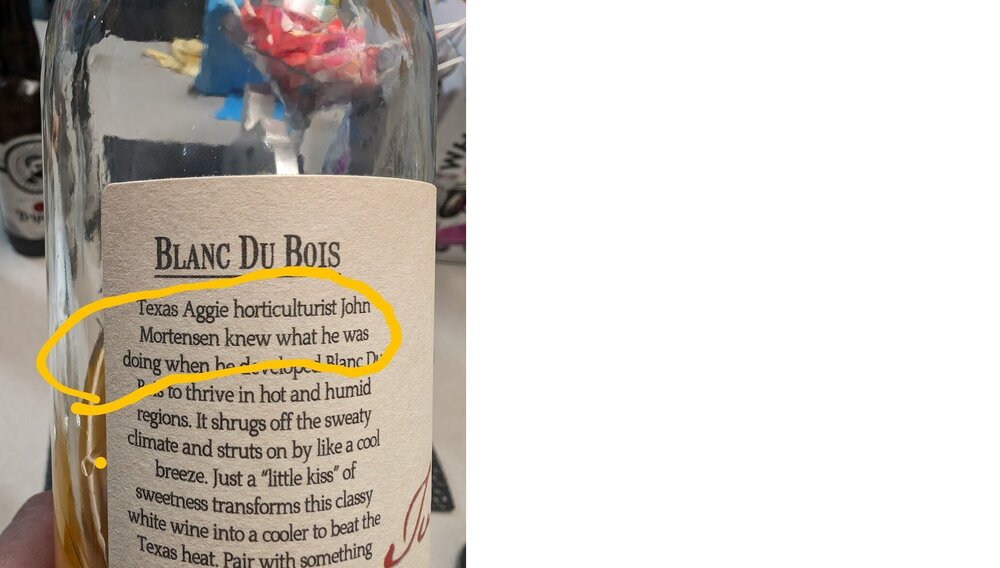 BLANC DU BOIS
Texas Aggie horticulturist John
Mortensen knew what he was
doing when he developed Blanc Du
Bois to thrive in hot and humid
regions. It shrugs off the sweaty
climate and struts on by like a cool
breeze. Just a “little kiss” of
sweetness transforms this classy
white wine into a cooler to beat the
Texas heat. Pair with something